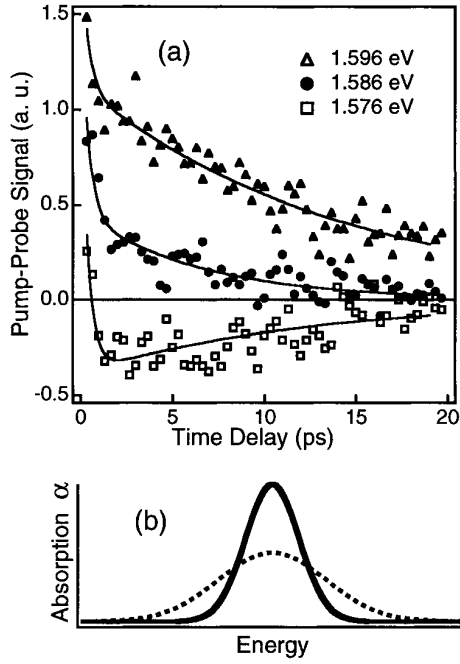 (a)
1.596 eV
1.586 eV
1.576 eV
Pump-Probe Signal (a. u.)
1.5
1.0
0.5
0.0
-0.5
0
5
10
15
20
Time Delay (ps)
(b)
Absorption α
Energy